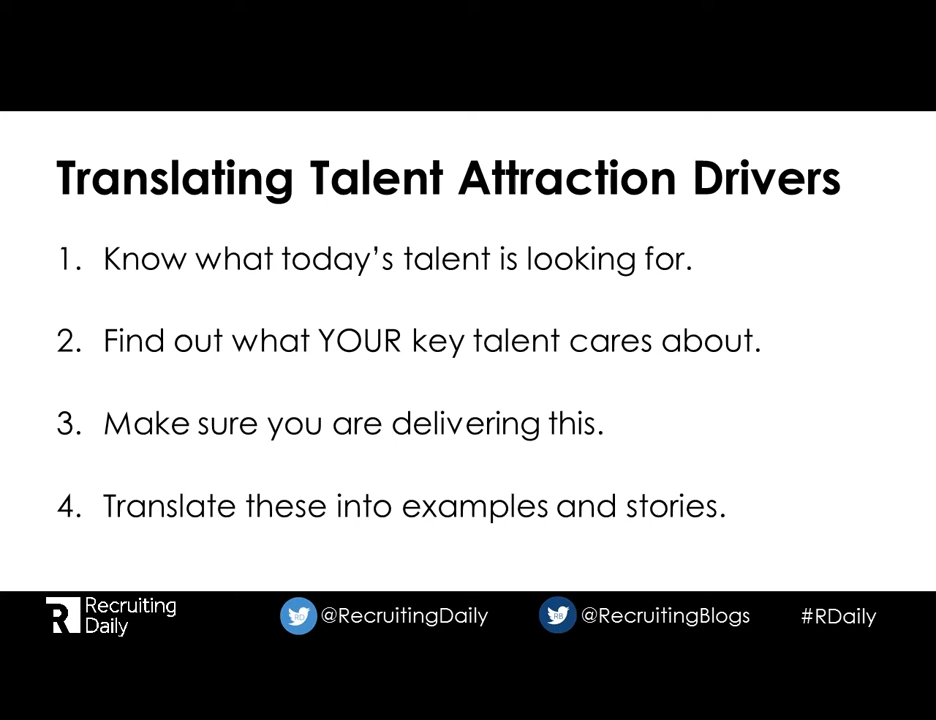 Translating Talent Attraction Drivers
1. Know what today’s talent is looking for.
2. Find out what YOUR key talent cares about.
3. Make sure you are delivering this.
4. Translate these into examples and stories.
R Recruiting
Daily
RD @RecruitingDaily
RB @RecruitingBlogs
#RDaily